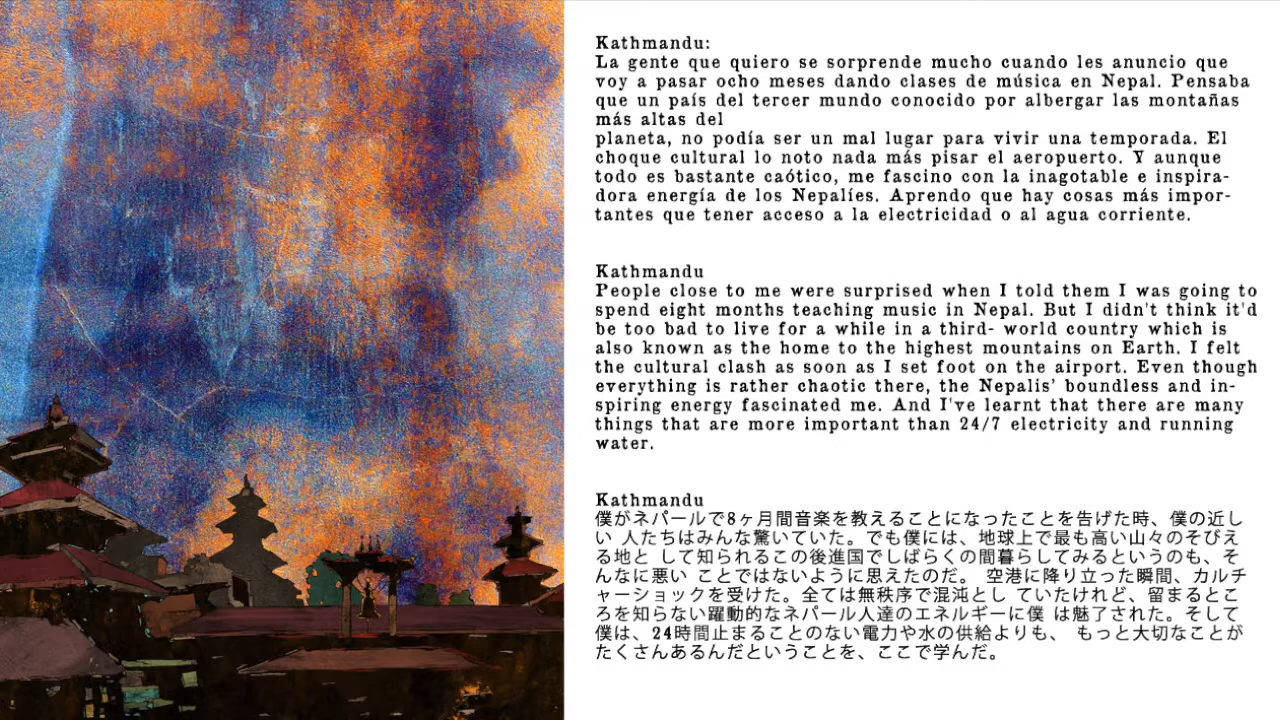 Kathmandu:
La gente que quiero se sorprende mucho cuando les anuncio que
voy a pasar ocho meses dando clases de música en Nepal. Pensaba
que un país del tercer mundo conocido por albergar las montañas
más altas del
planeta, no podía ser un mal lugar para vivir una temporada. El
choque cultural lo noto nada más pisar el aeropuerto. Y aunque
todo es bastante caótico, me fascino con la inagotable e inspira-
dora energía de los Nepalíes. Aprendo que hay cosas más impor-
tantes que tener acceso a la electricidad o al agua corriente.
Kathmandu
People close to me were surprised when I told them I was going to
spend eight months teaching music in Nepal. But I didn't think it'd
be too bad to live for a while in a third- world country which is
also known as the home to the highest mountains on Earth. I felt
the cultural clash as soon as I set foot on the airport. Even though
everything is rather chaotic there, the Nepalis' boundless and in-
spiring energy fascinated me. And I've learnt that there are many
things that are more important than 24/7 electricity and running
water.
Kathmandu
僕がネパールで8ヶ月間音楽を教えることになったことを告げた時、僕の近し
い 人たちはみんな驚いていた。でも僕には、地球上で最も高い山々のそびえ
る地と して知られるこの後進国でしばらくの間暮らしてみるというのも、そ
んなに悪い ことではないように思えたのだ。 空港に降り立った瞬間、カルチ
ャーショックを受けた。全ては無秩序で混沌とし ていたけれど、留まるとこ
ろを知らない躍動的なネパール人達のエネルギーに僕 は魅了された。そして
僕は、24時間止まることのない電力や水の供給よりも、 もっと大切なことが
たくさんあるんだということを、ここで学んだ。